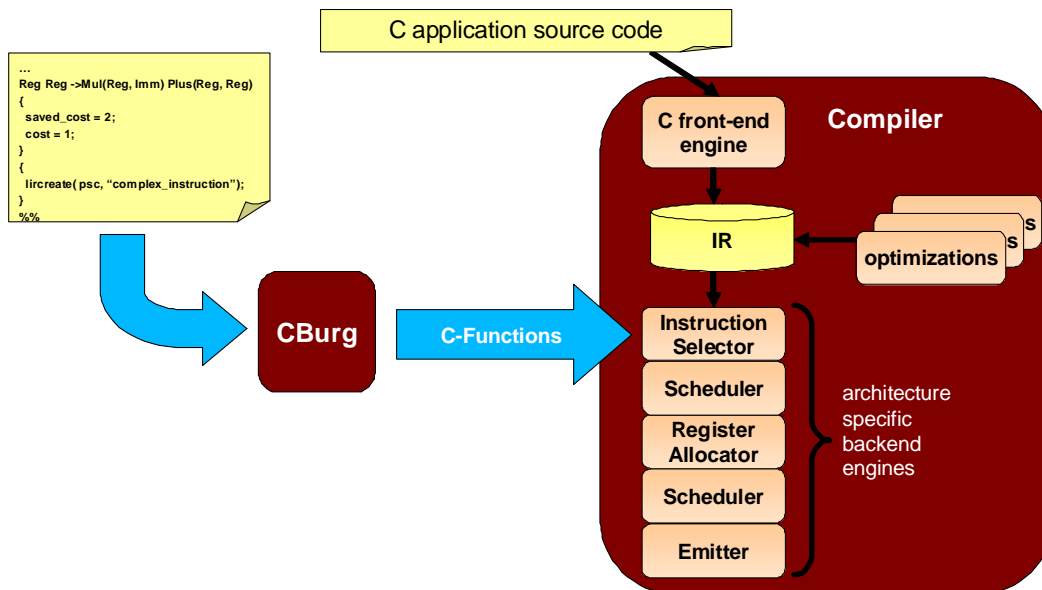 C application source code
...
Reg Reg ->Mul(Reg, Imm) Plus(Reg, Reg)
{
saved_cost = 2;
cost = 1;
}
{
lircreate( psc, “complex_instruction”);
}
%%
Compiler
C front-end
engine
IR
s
s
optimizations
CBurg
C-Functions
Instruction
Selector
Scheduler
Register
Allocator
Scheduler
Emitter
architecture
specific
backend
engines